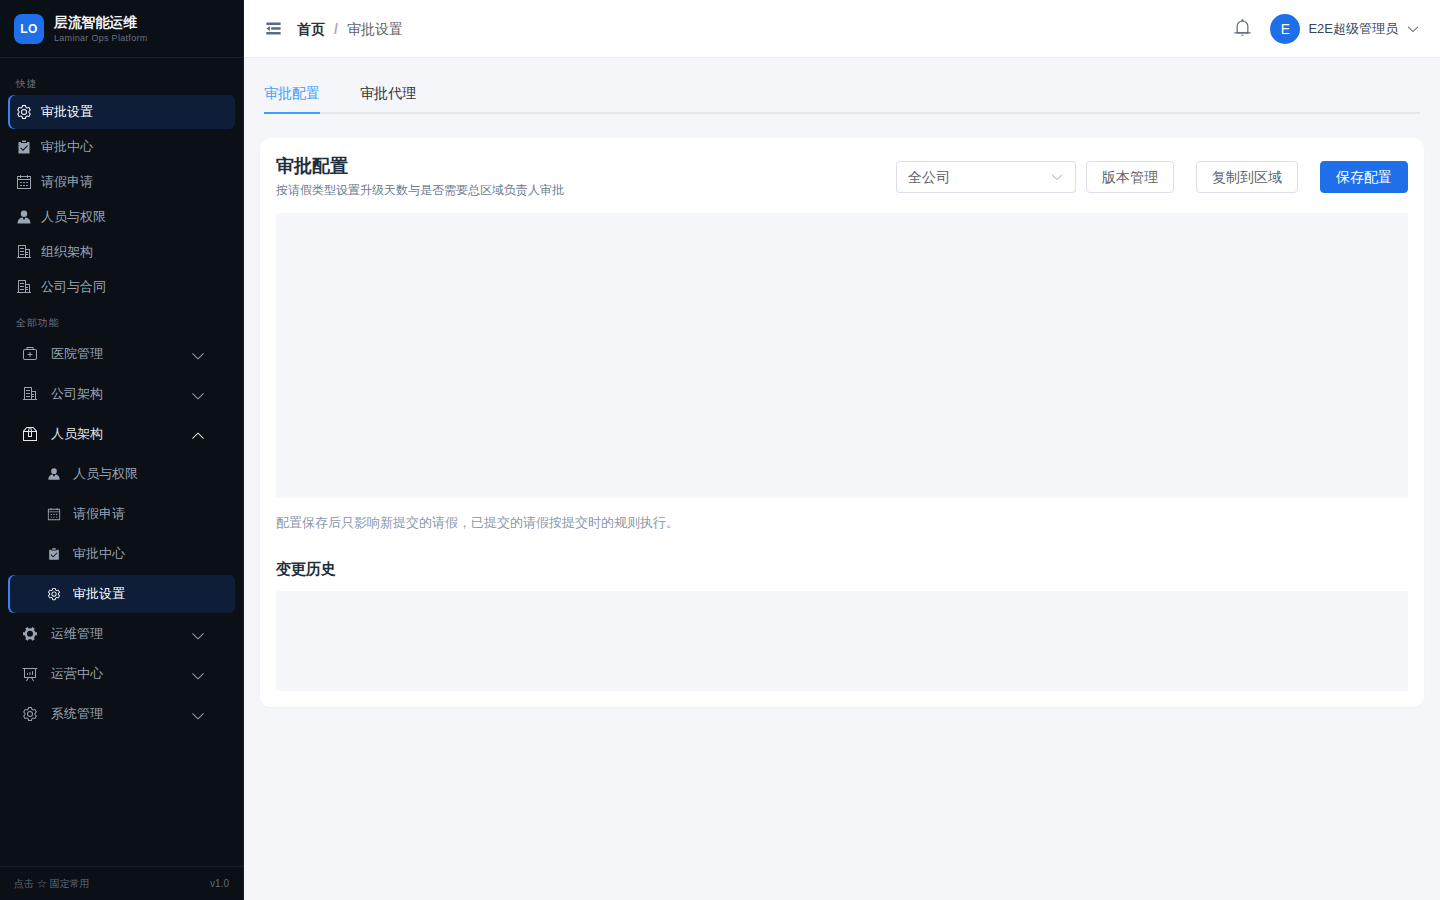 LO
层流智能运维
Laminar Ops Platform
快捷
审批设置
审批中心
请假申请
人员与权限
组织架构
公司与合同
全部功能
医院管理
公司架构
人员架构
人员与权限
请假申请
审批中心
审批设置
运维管理
运营中心
系统管理
点击 ☆ 固定常用 v1.0
首页 / 审批设置
E E2E超级管理员
审批配置 审批代理
审批配置
按请假类型设置升级天数与是否需要总区域负责人审批
全公司 版本管理 复制到区域 保存配置
配置保存后只影响新提交的请假，已提交的请假按提交时的规则执行。
变更历史